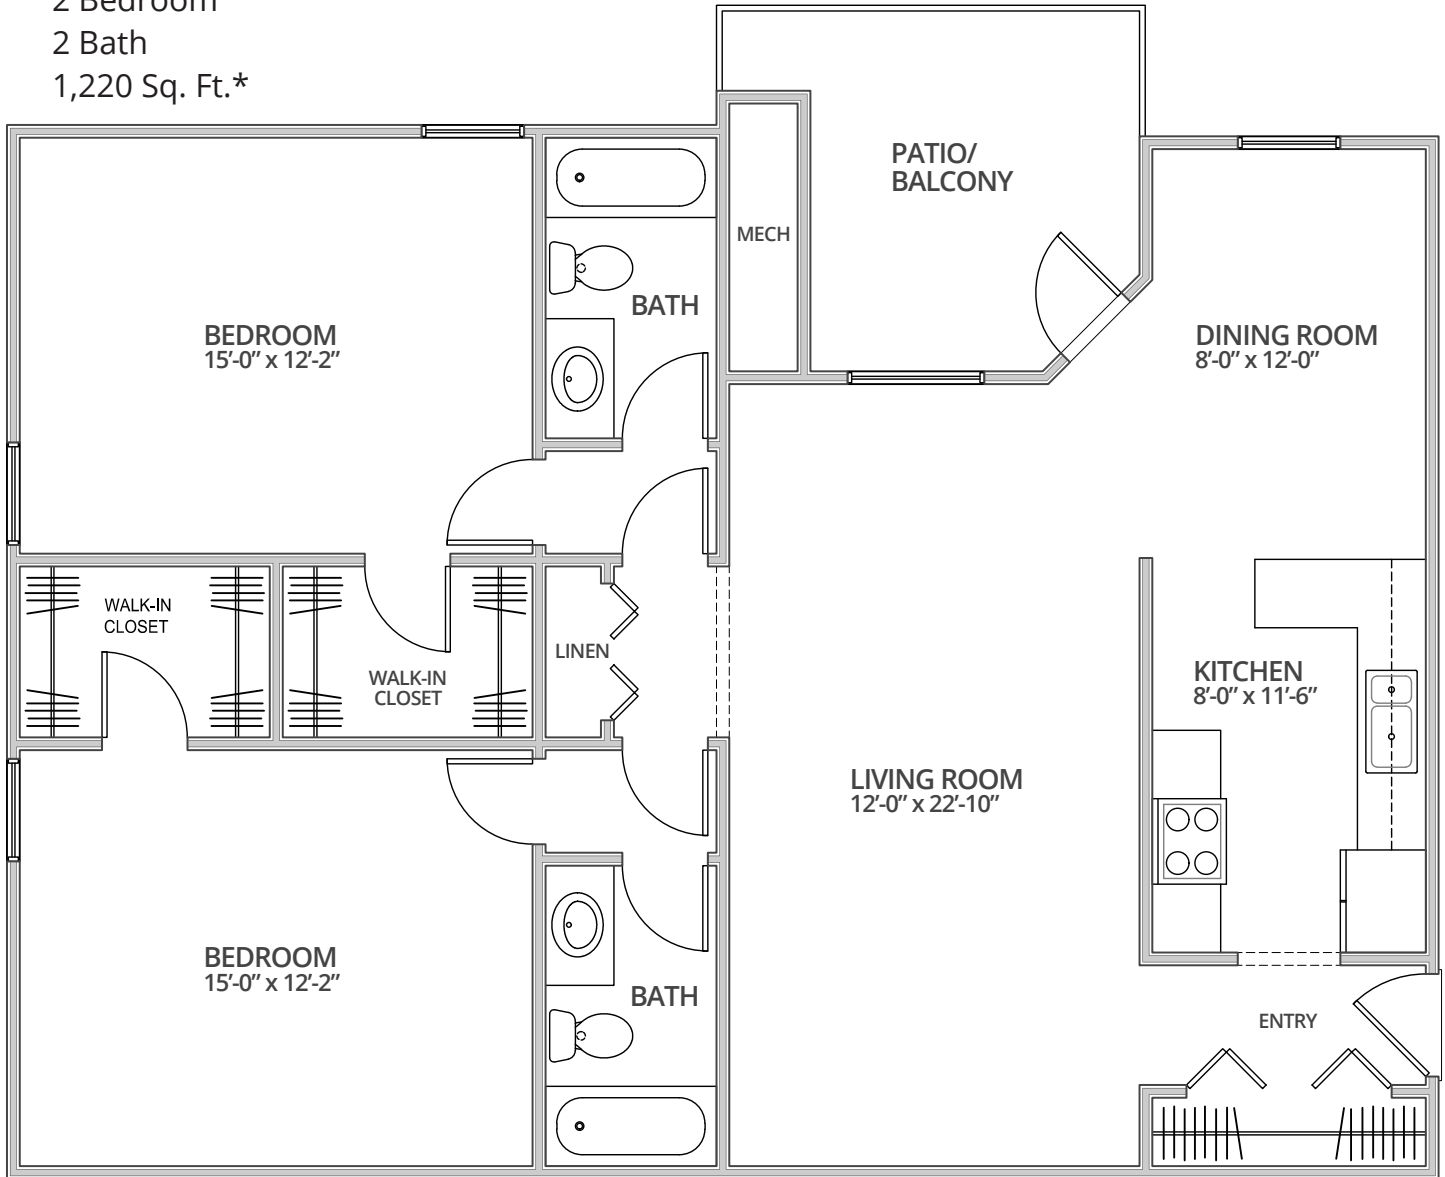 2 Bedroom
2 Bath
1,220 Sq. Ft.*
PATIO/
BALCONY
MECH
BATH
BEDROOM
15'-0” x 12'-2”
DINING ROOM
8'-0” x 12'-0”
WALK-IN
CLOSET
LINEN
WALK-IN
CLOSET
KITCHEN
8'-0” x 11'-6”
LIVING ROOM
12'-0” x 22'-10”
BEDROOM
15'-0” x 12'-2”
BATH
ENTRY